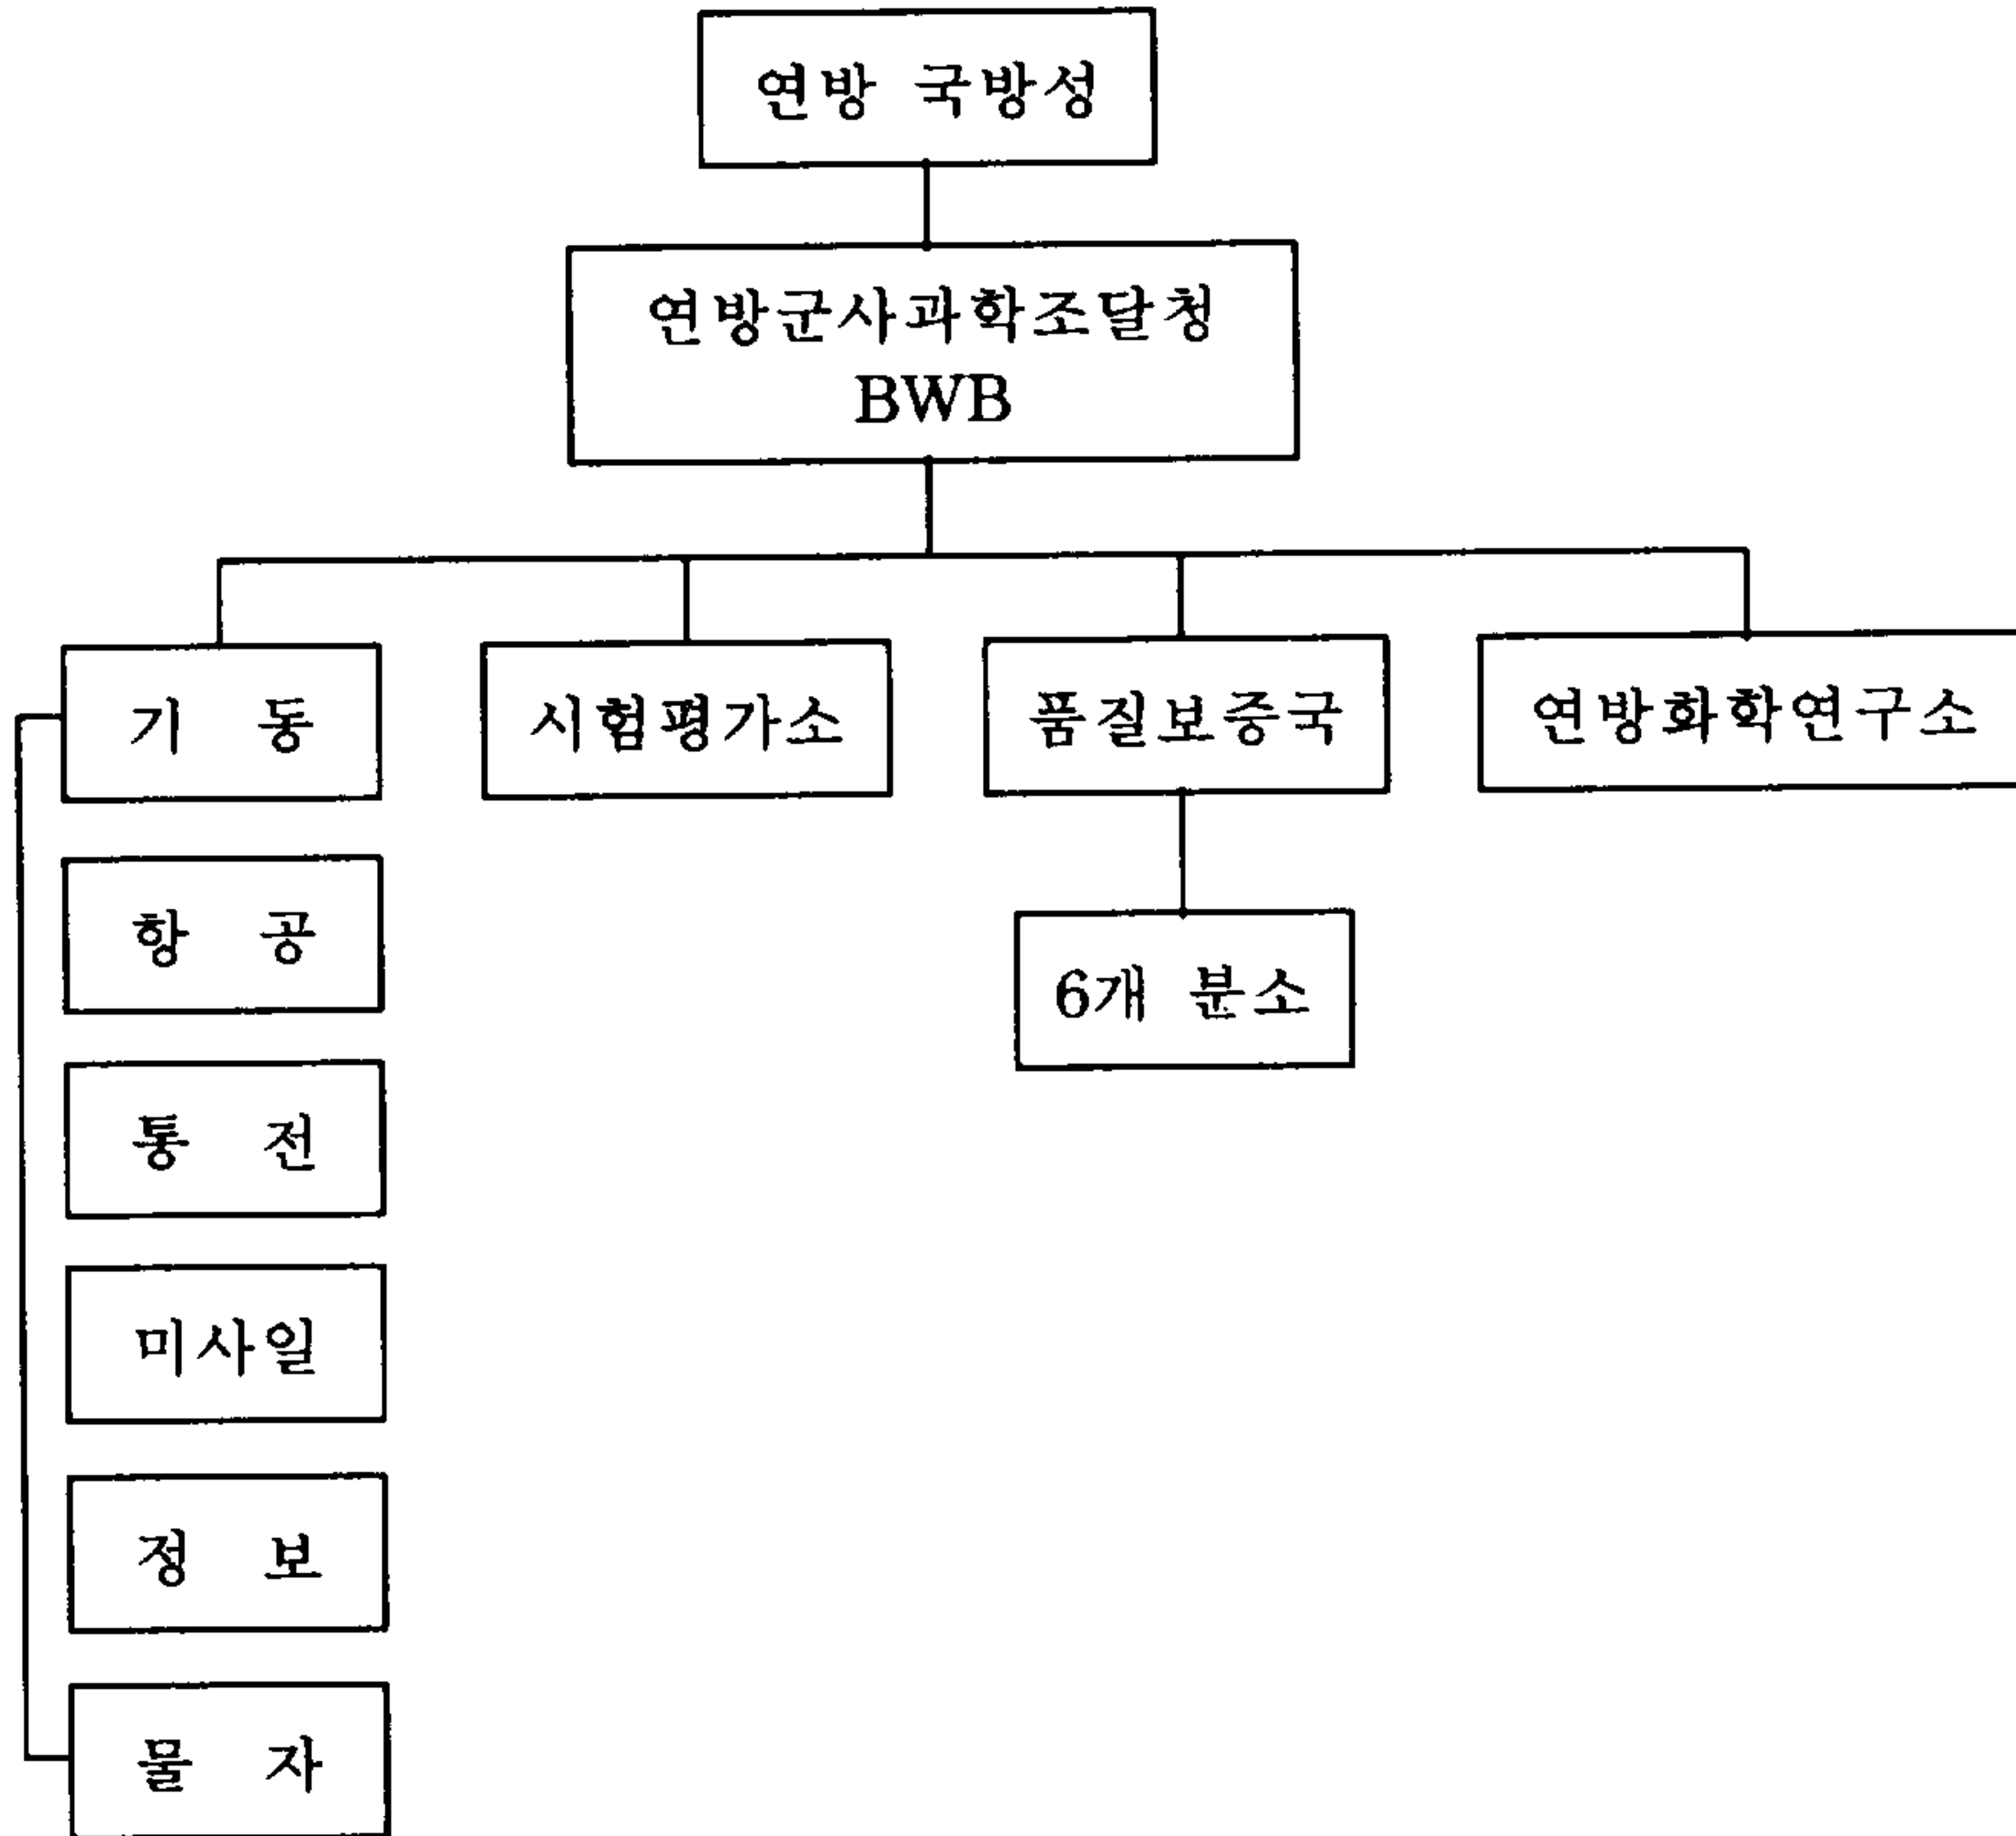 연방 국방성
연방군사과학조달청
BWB
기 동
시험평가소
품질보증국
연방화학연구소
항 공
6개 분소
통 전
미사일
정 보
물 자